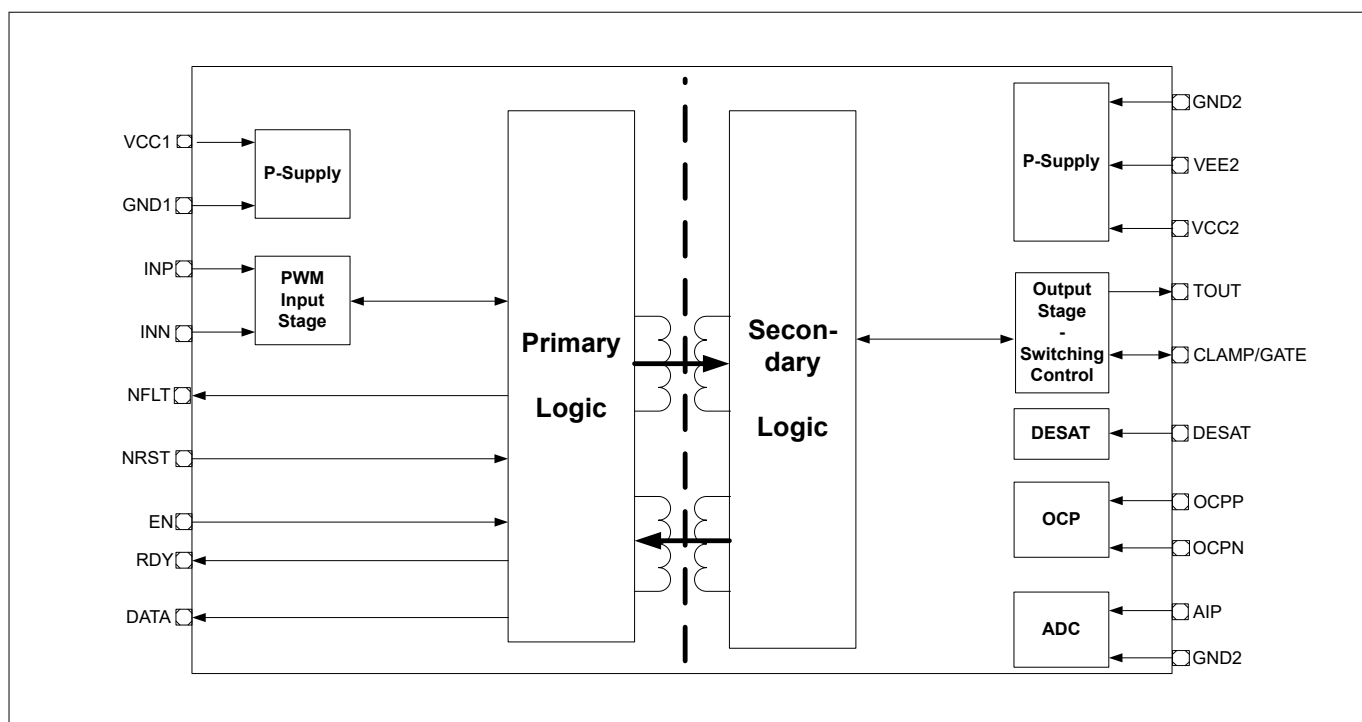 VCC1
GND1
P-Supply
INP
INN
PWM
Input
Stage
NFLT
NRST
EN
RDY
DATA
Primary
Logic
Secon-
dary
Logic
P-Supply
GND2
VEE2
VCC2
Output
Stage
-
Switching
Control
TOUT
CLAMP/GATE
DESAT
DESAT
OCP
OCPP
OCPN
ADC
AIP
GND2